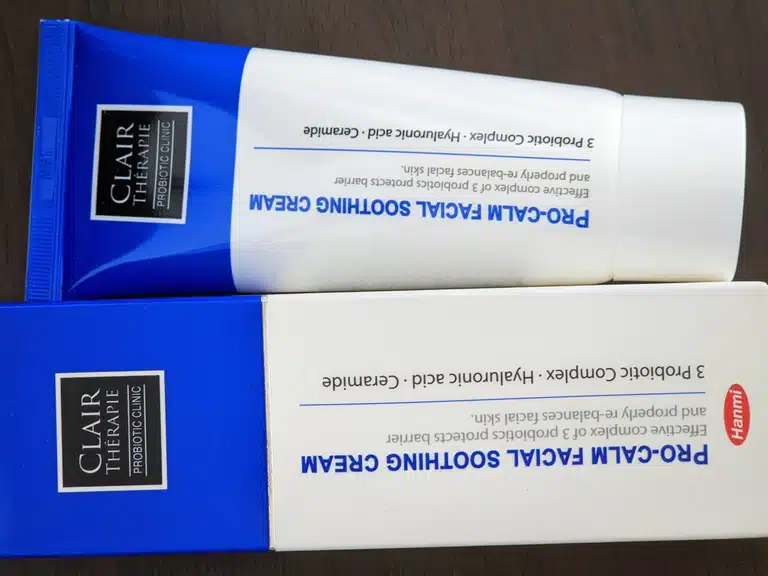 CLAIR
THÉRAPIE
PROBIOTIC CLINIC
PRO-CALM FACIAL SOOTHING CREAM
Effective complex of 3 probiotics protects barrier
and properly re-balances facial skin.
3 Probiotic Complex · Hyaluronic acid · Ceramide
CLAIR
THÉRAPIE
PROBIOTIC CLINIC
PRO-CALM FACIAL SOOTHING CREAM
Effective complex of 3 probiotics protects barrier
and properly re-balances facial skin.
3 Probiotic Complex · Hyaluronic acid · Ceramide
Hanmi